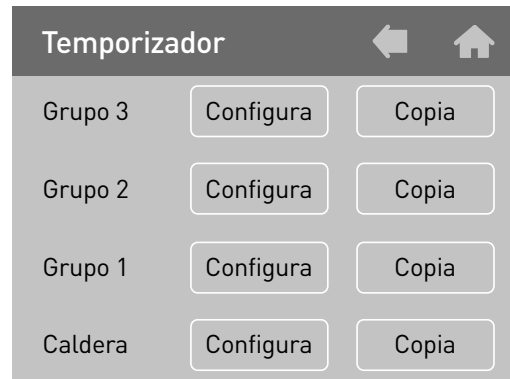 Temporizador
Grupo 3 Configura Copia
Grupo 2 Configura Copia
Grupo 1 Configura Copia
Caldera Configura Copia